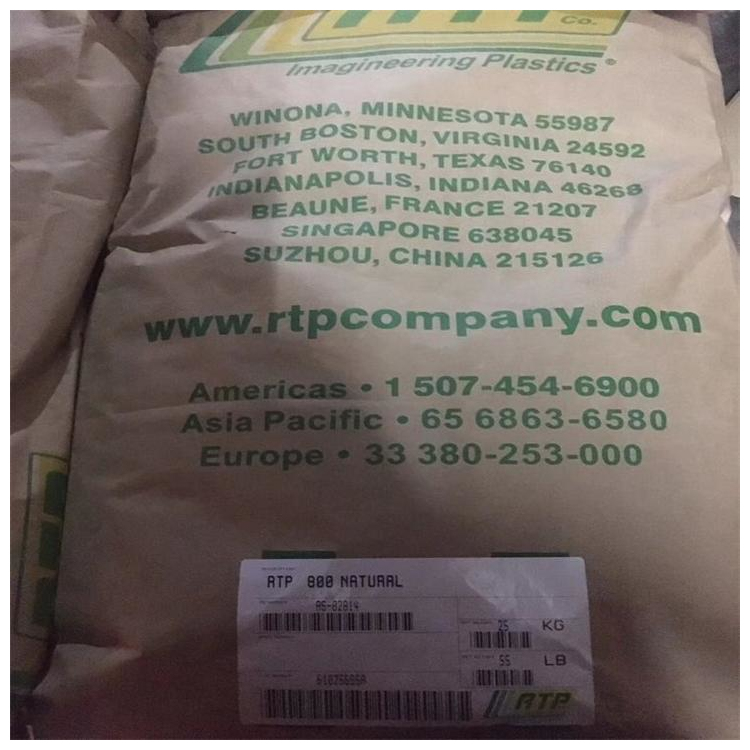 RTP
Co.
Imagineering Plastics®
WINONA, MINNESOTA 55987
SOUTH BOSTON, VIRGINIA 24592
FORT WORTH, TEXAS 76140
INDIANAPOLIS, INDIANA 46268
BEAUNE, FRANCE 21207
SINGAPORE 638045
SUZHOU, CHINA 215126
www.rtpcompany.com
Americas • 1 507-454-6900
Asia Pacific • 65 6863-6580
Europe • 33 380-253-000
RTP 800 NATURAL
25 KG
55 LB
RTP